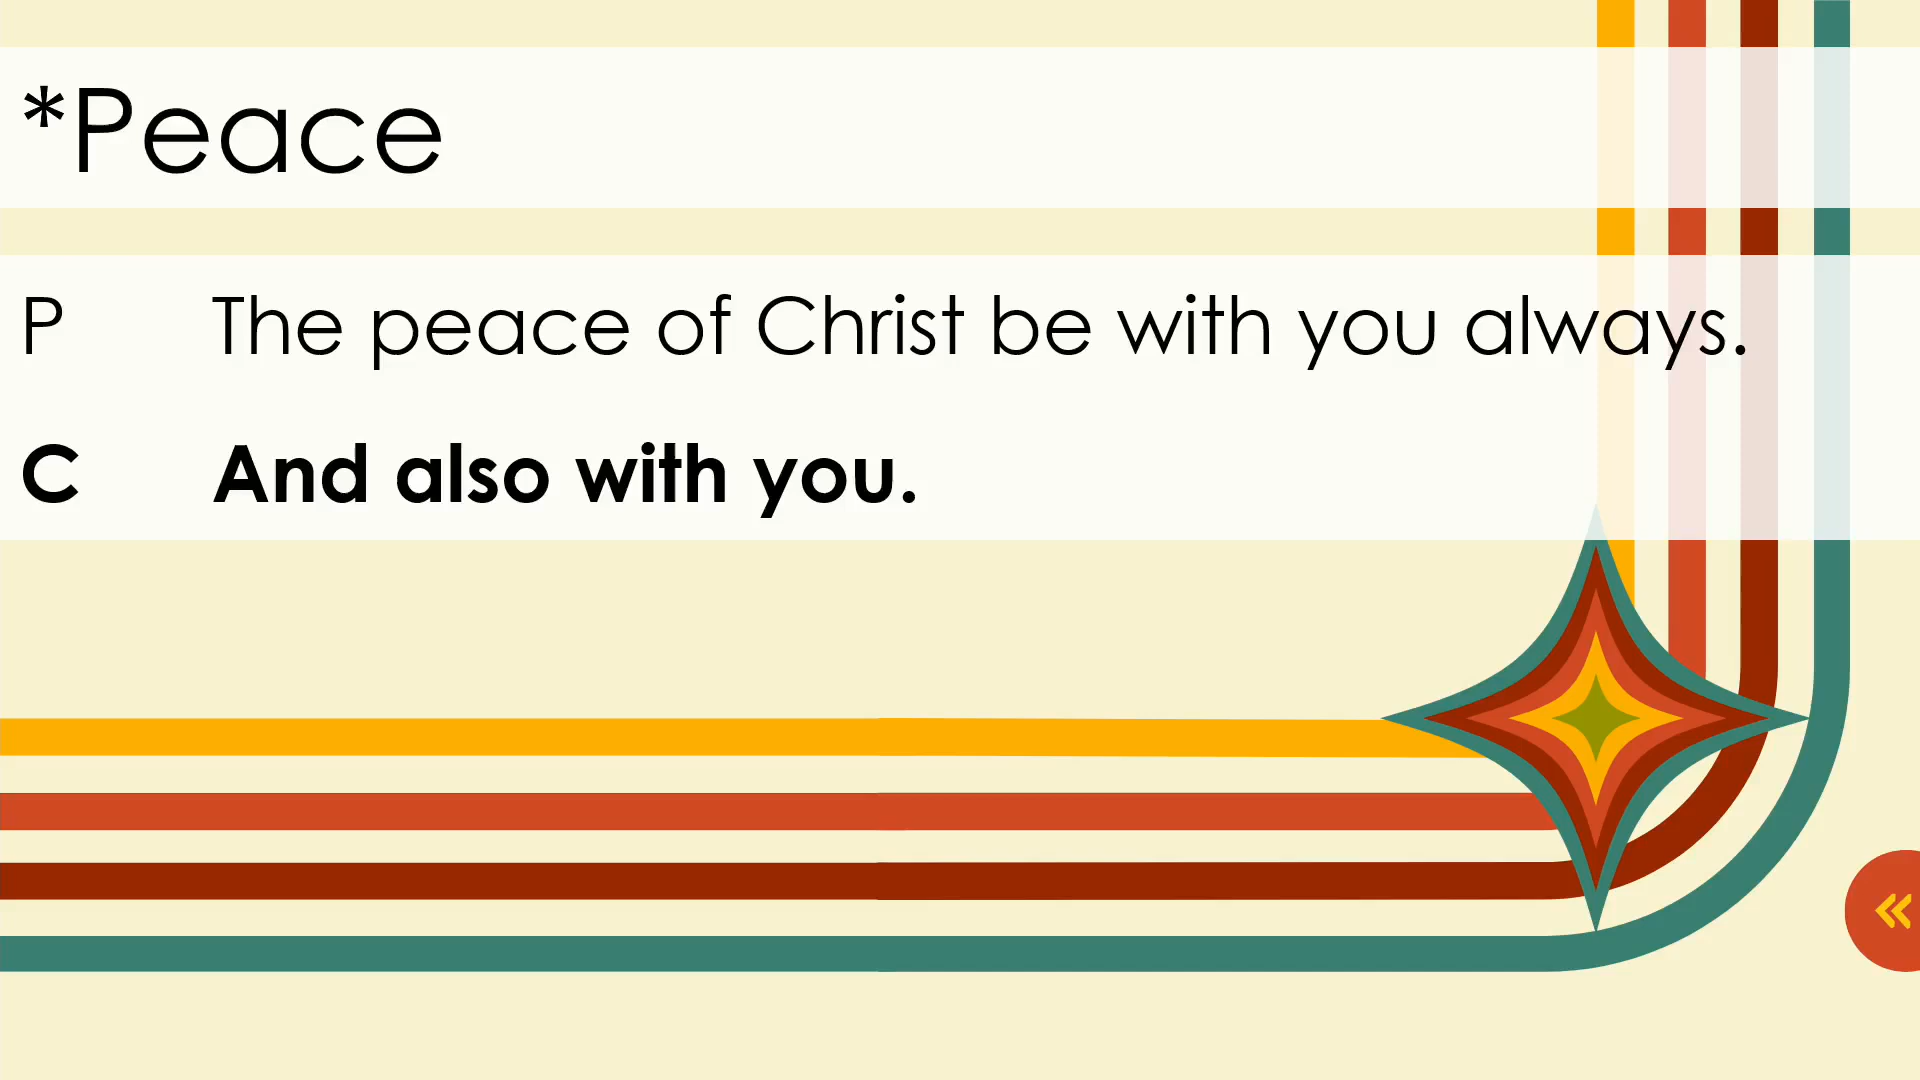 *Peace
P The peace of Christ be with you always.
C And also with you.
«